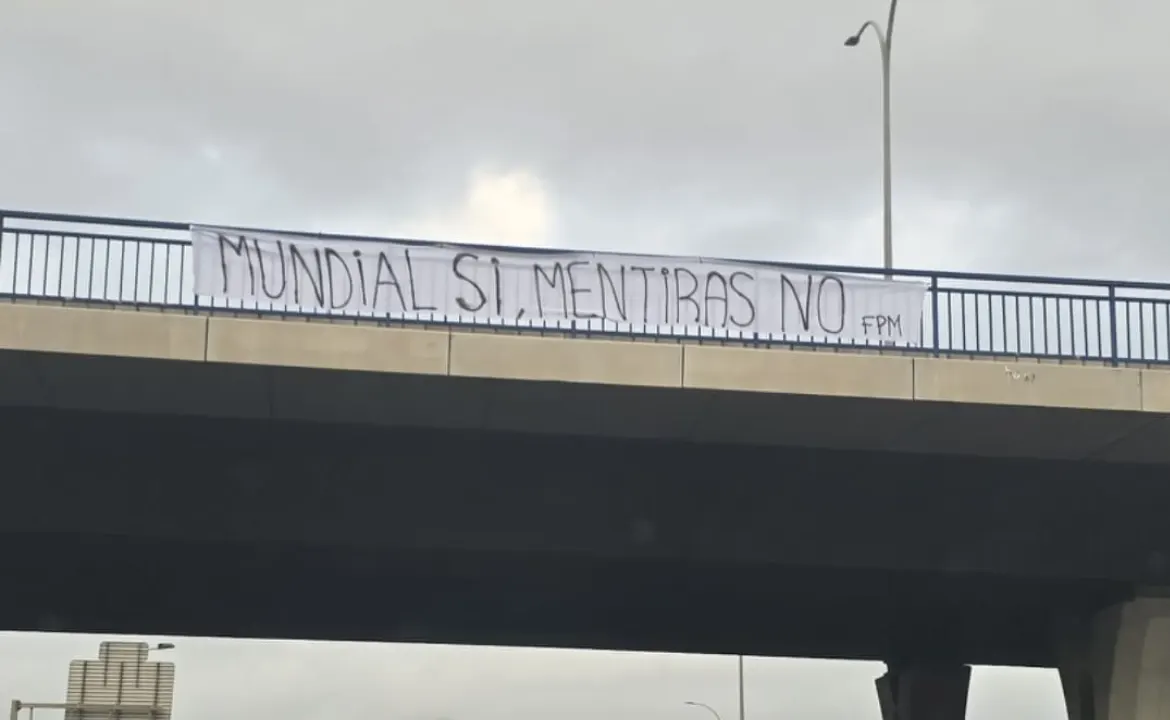 MUNDiAL Si, MENTiRAS NO FPM